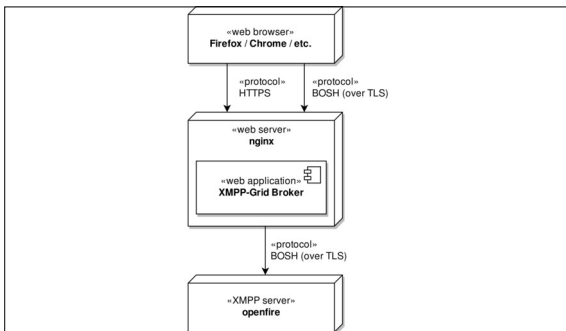 «web browser»
Firefox / Chrome / etc.
«protocol»
HTTPS
«protocol»
BOSH (over TLS)
«web server»
nginx
«web application»
XMPP-Grid Broker
«protocol»
BOSH (over TLS)
«XMPP server»
openfire